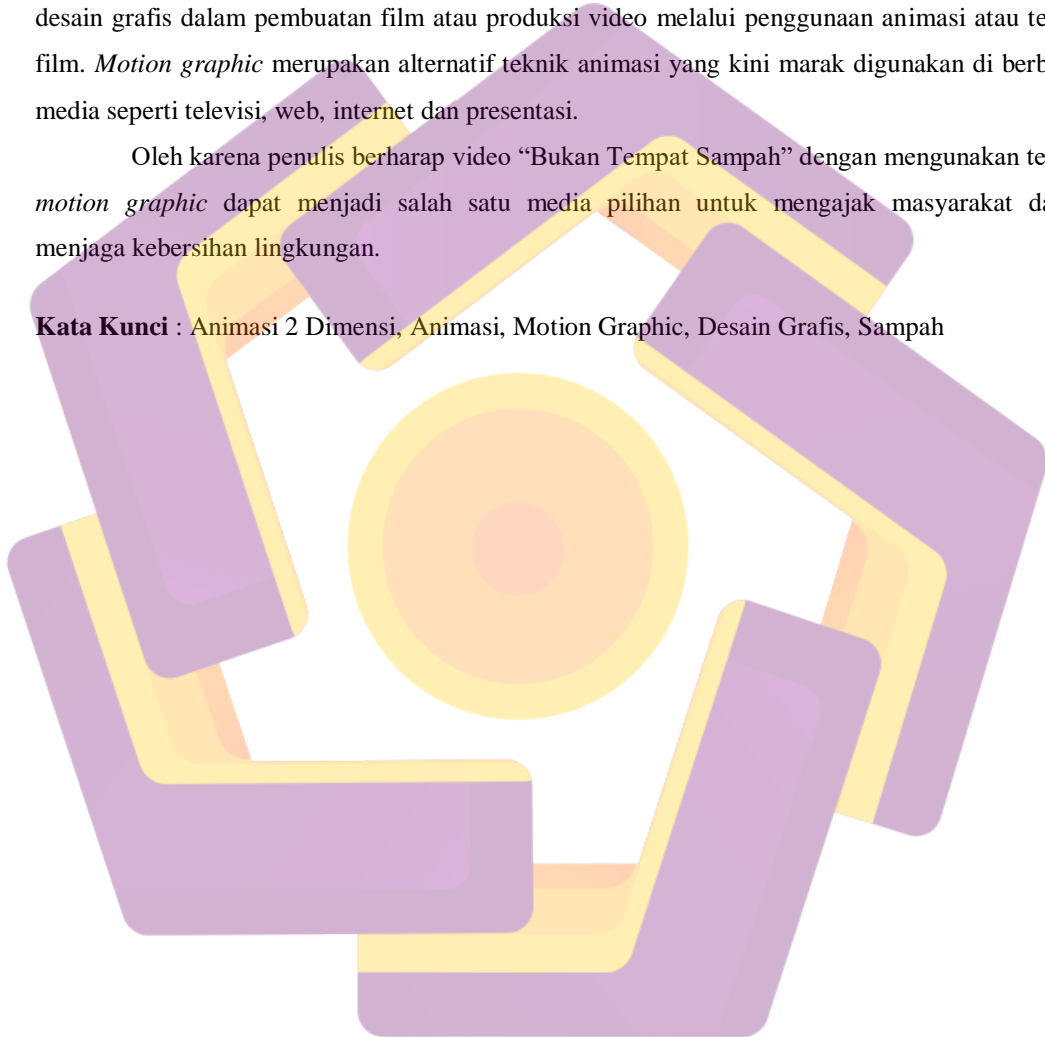 desain grafis dalam pembuatan film atau produksi video melalui penggunaan animasi atau te
film. Motion graphic merupakan alternatif teknik animasi yang kini marak digunakan di berb
media seperti televisi, web, internet dan presentasi.
Oleh karena penulis berharap video “Bukan Tempat Sampah” dengan mengunakan te
motion graphic dapat menjadi salah satu media pilihan untuk mengajak masyarakat da
menjaga kebersihan lingkungan.
Kata Kunci : Animasi 2 Dimensi, Animasi, Motion Graphic, Desain Grafis, Sampah